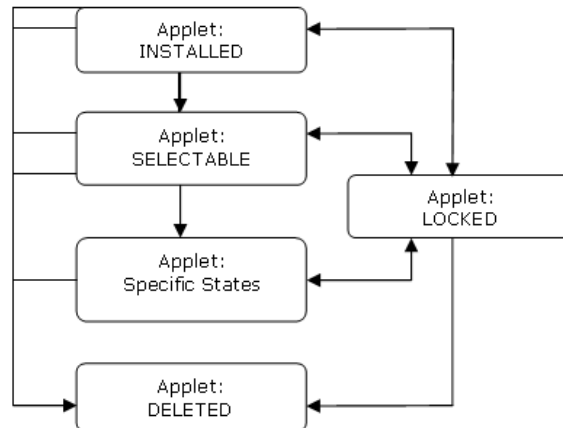 Applet:
INSTALLED
Applet:
SELECTABLE
Applet:
LOCKED
Applet:
Specific States
Applet:
DELETED